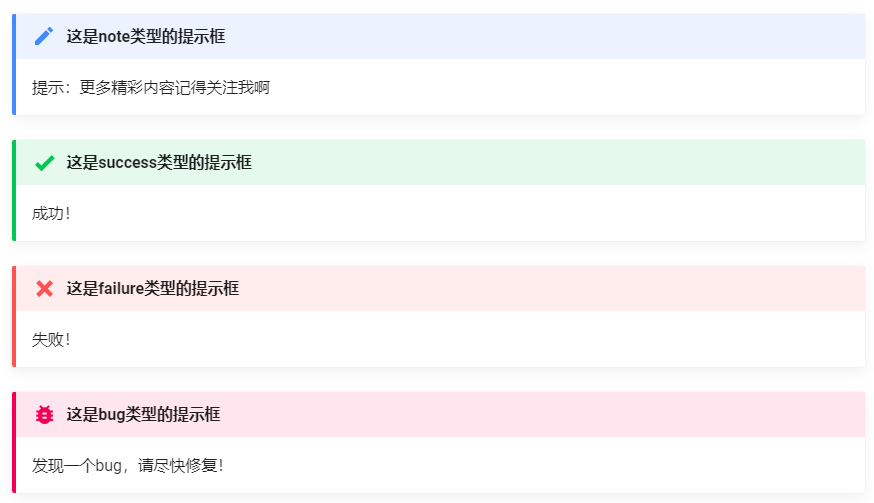 这是note类型的提示框
提示：更多精彩内容记得关注我啊
这是success类型的提示框
成功！
这是failure类型的提示框
失败！
这是bug类型的提示框
发现一个bug，请尽快修复！